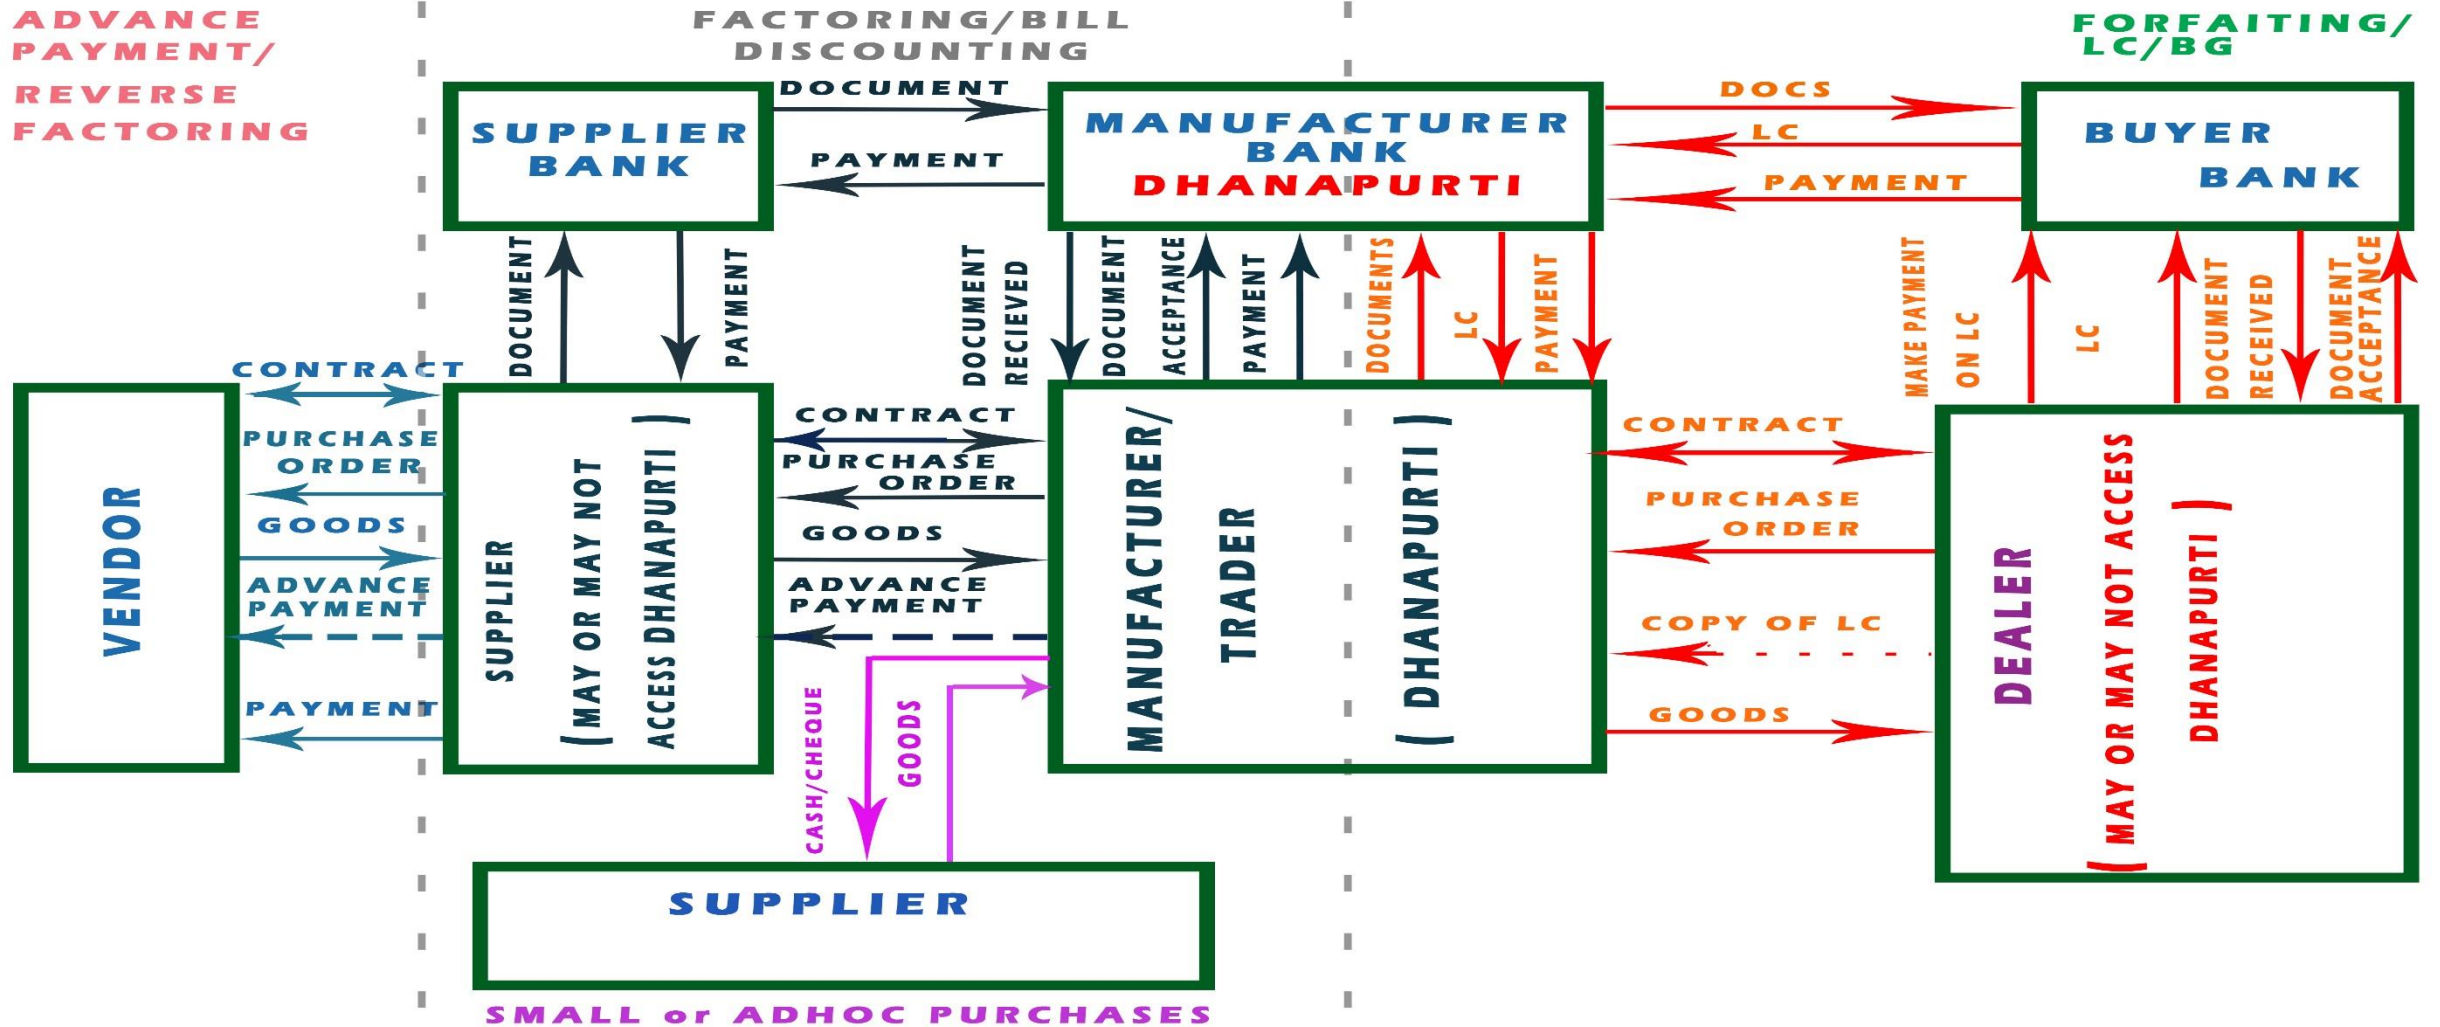 ADVANCE
PAYMENT/
REVERSE
FACTORING
FACTORING/BILL
DISCOUNTING
FORFAITING/
LC/BG
SUPPLIER
BANK
DOCUMENT
PAYMENT
MANUFACTURER
BANK
DHANAPURTI
DOCS
LC
PAYMENT
BUYER
BANK
DOCUMENT
PAYMENT
DOCUMENT
RECIEVED
DOCUMENT
ACCEPTANCE
PAYMENT
DOCUMENTS
LC
PAYMENT
MAKE PAYMENT
ON LC
LC
DOCUMENT
RECEIVED
DOCUMENT
ACCEPTANCE
VENDOR
CONTRACT
PURCHASE
ORDER
GOODS
ADVANCE
PAYMENT
PAYMENT
SUPPLIER
(MAY OR MAY NOT
ACCESS DHANAPURTI )
CONTRACT
PURCHASE
ORDER
GOODS
ADVANCE
PAYMENT
CASH/CHEQUE
GOODS
MANUFACTURER/
TRADER
( DHANAPURTI )
CONTRACT
PURCHASE
ORDER
COPY OF LC
GOODS
DEALER
( MAY OR MAY NOT ACCESS
DHANAPURTI )
SUPPLIER
SMALL or ADHOC PURCHASES